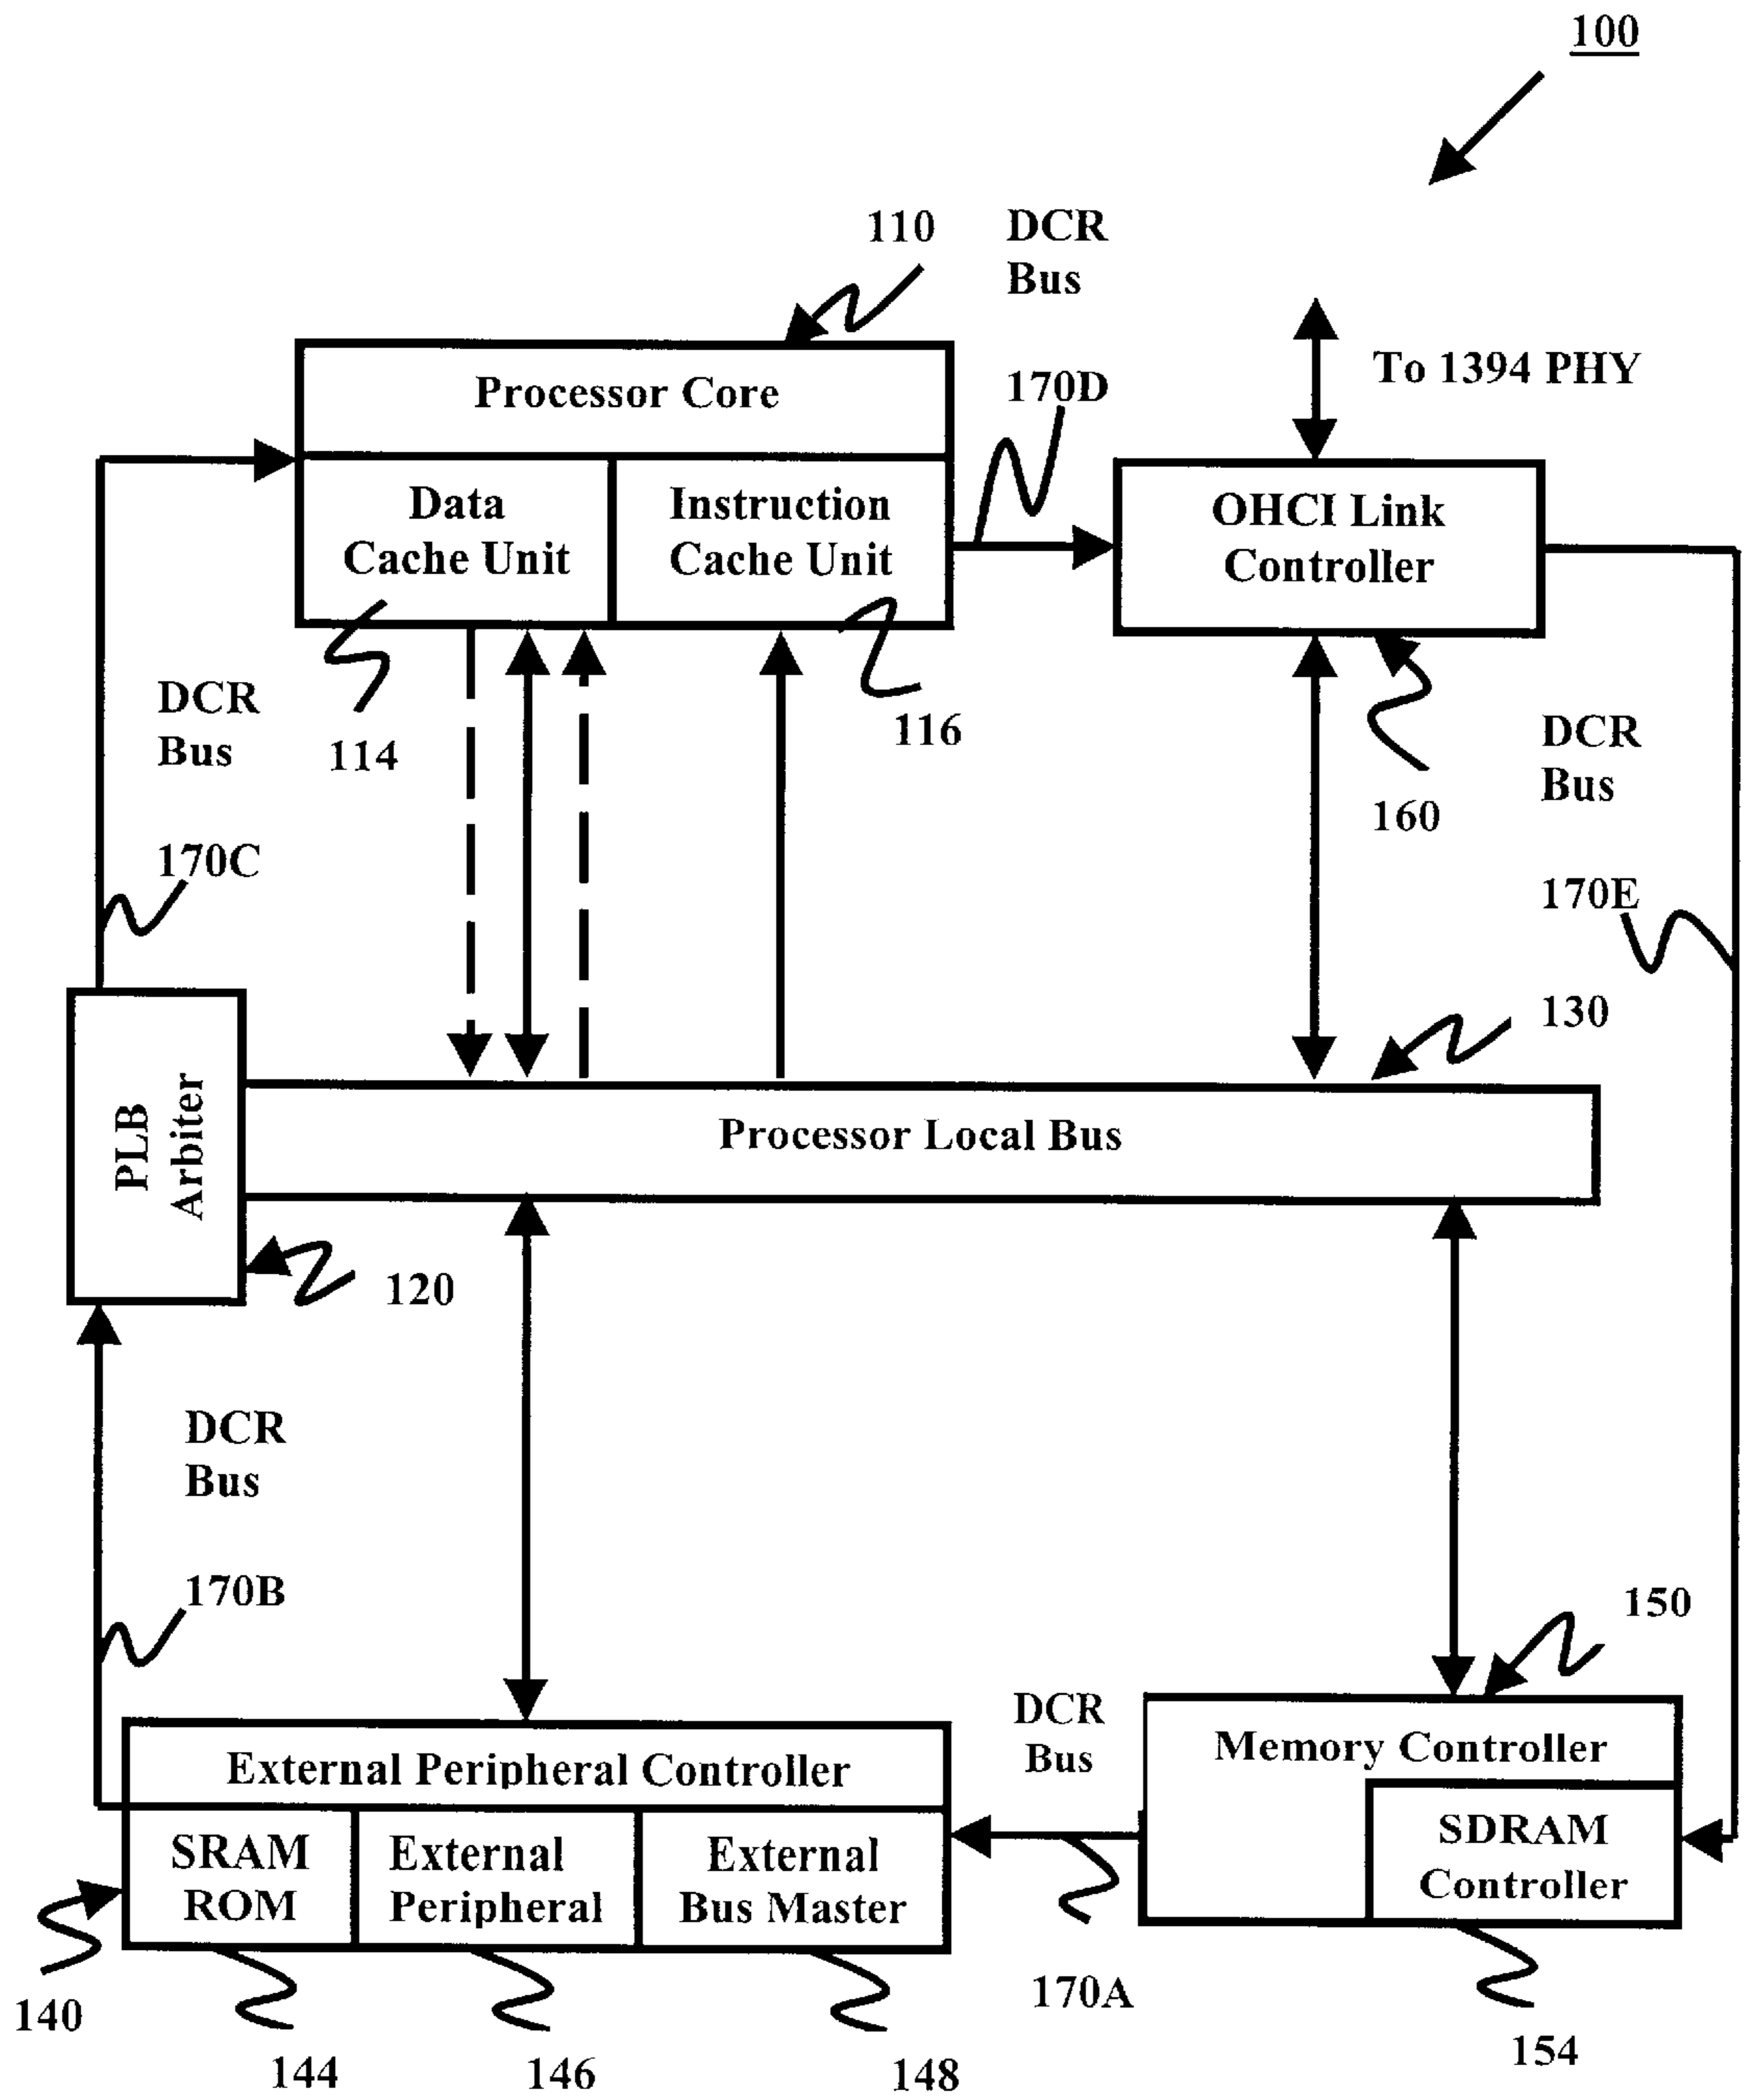 100
110
DCR
Bus
To 1394 PHY
Processor Core
170D
Data
Cache Unit
Instruction
Cache Unit
OHCI Link
Controller
DCR
Bus
114
116
160
DCR
Bus
170C
170E
130
PLB
Arbiter
Processor Local Bus
120
DCR
Bus
170B
150
DCR
Bus
External Peripheral Controller
Memory Controller
SRAM
ROM
External
Peripheral
External
Bus Master
SDRAM
Controller
140
170A
144
146
148
154